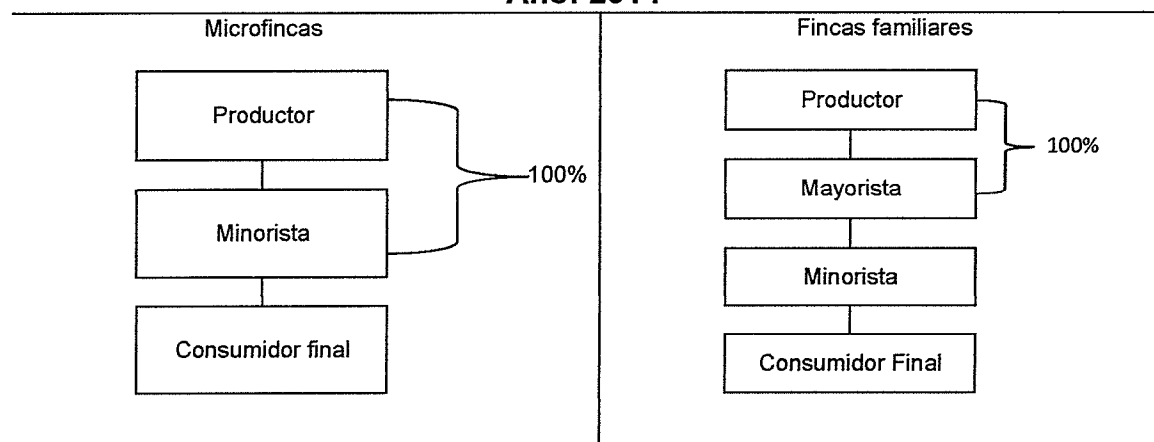 Microfincas
Productor
100%
Minorista
Consumidor final
Fincas familiares
Productor
100%
Mayorista
Minorista
Consumidor Final